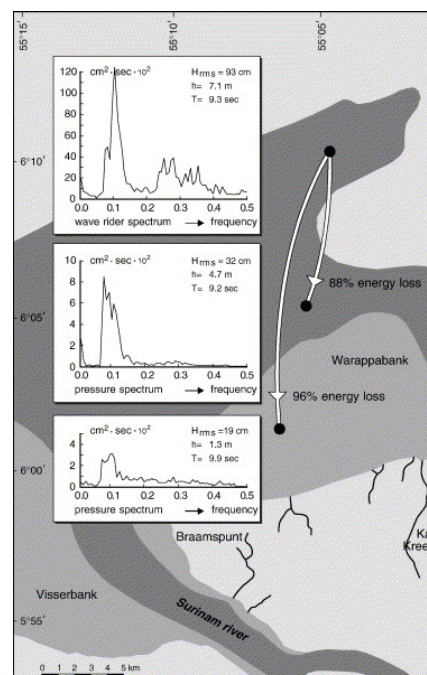 55°15'
55°10'
55°05'
cm²· sec ·10²
Hrms = 93 cm
h= 7.1 m
T= 9.3 sec
120
100
80
60
40
20
0
0.0 0.1 0.2 0.3 0.4 0.5
wave rider spectrum → frequency
6°10'
cm²· sec ·10²
Hrms = 32 cm
h= 4.7 m
T= 9.2 sec
10
8
6
4
2
0
0.0 0.1 0.2 0.3 0.4 0.5
pressure spectrum → frequency
88% energy loss
6°05'
Warappabank
96% energy loss
cm²· sec ·10²
Hrms =19 cm
h= 1.3 m
T= 9.9 sec
4
2
0
0.0 0.1 0.2 0.3 0.4 0.5
pressure spectrum → frequency
6°00'
Braamspunt
Ka
Kree
Visserbank
Surinam river
5°55'
0 1 2 3 4 5 km